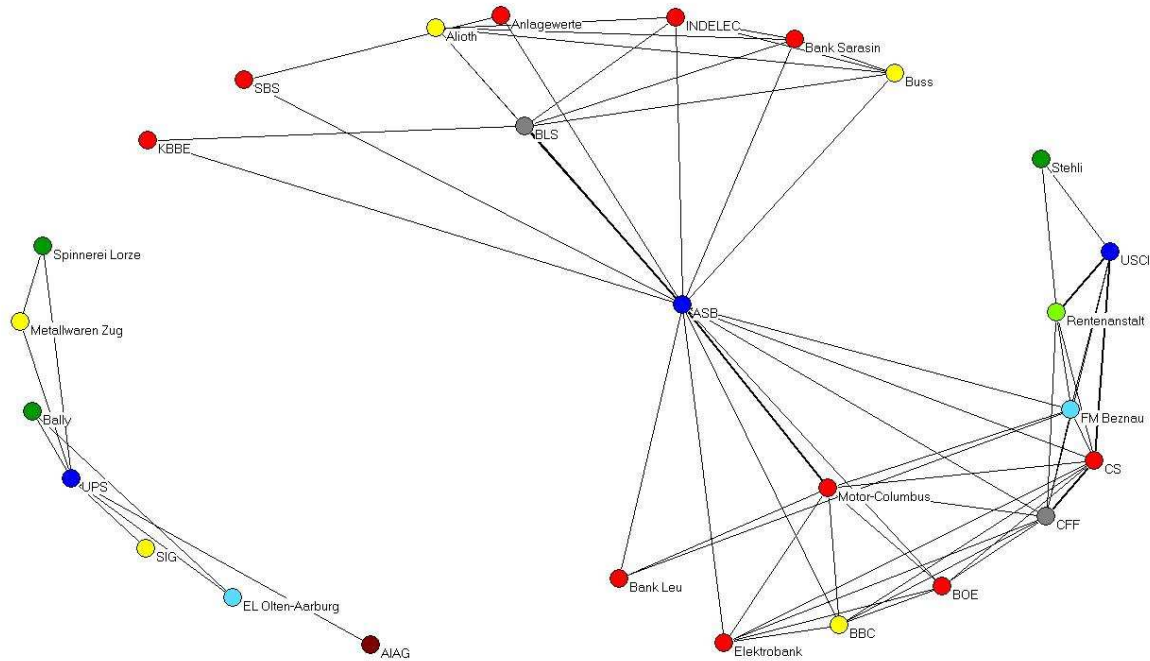 Anlagewerte
INDELEC
Alioth
Bank Sarasin
Buss
SBS
BLS
KBBE
Stehli
Spinnerei Lorze
USCI
ASB
Rentenanstalt
Metallwaren Zug
FM Beznau
Bally
CS
UPS
Motor-Columbus
CFF
SIG
Bank Leu
BOE
EL Olten-Aarburg
BBC
Elektrobank
AIAG